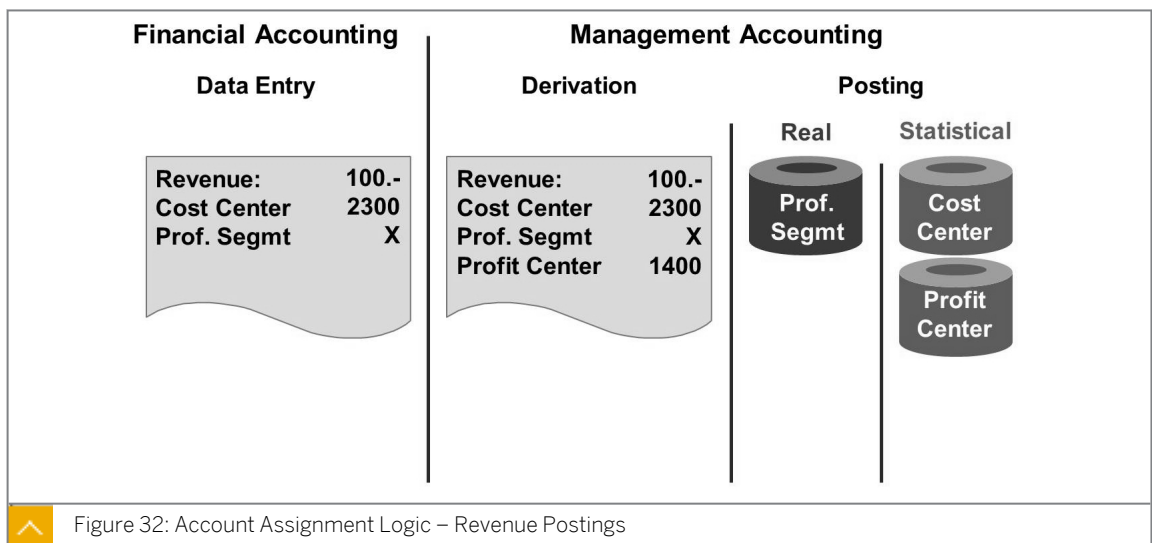 Financial Accounting
Management Accounting
Data Entry
Derivation
Posting
Real
Statistical
Revenue: 100.-
Cost Center 2300
Prof. Segmt X
Revenue: 100.-
Cost Center 2300
Prof. Segmt X
Profit Center 1400
Prof.
Segmt
Cost
Center
Profit
Center
Figure 32: Account Assignment Logic – Revenue Postings